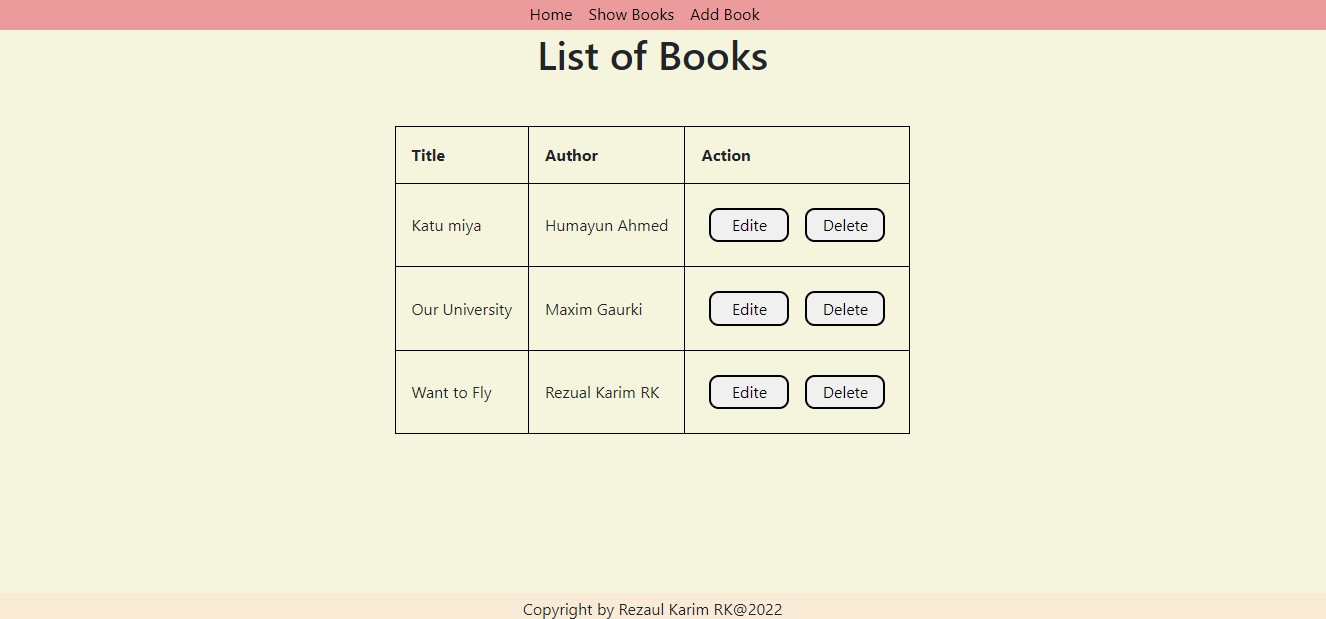 Home Show Books Add Book
List of Books
Title Author Action
Katu miya Humayun Ahmed Edite Delete
Our University Maxim Gaurki Edite Delete
Want to Fly Rezual Karim RK Edite Delete
Copyright by Rezaul Karim RK@2022